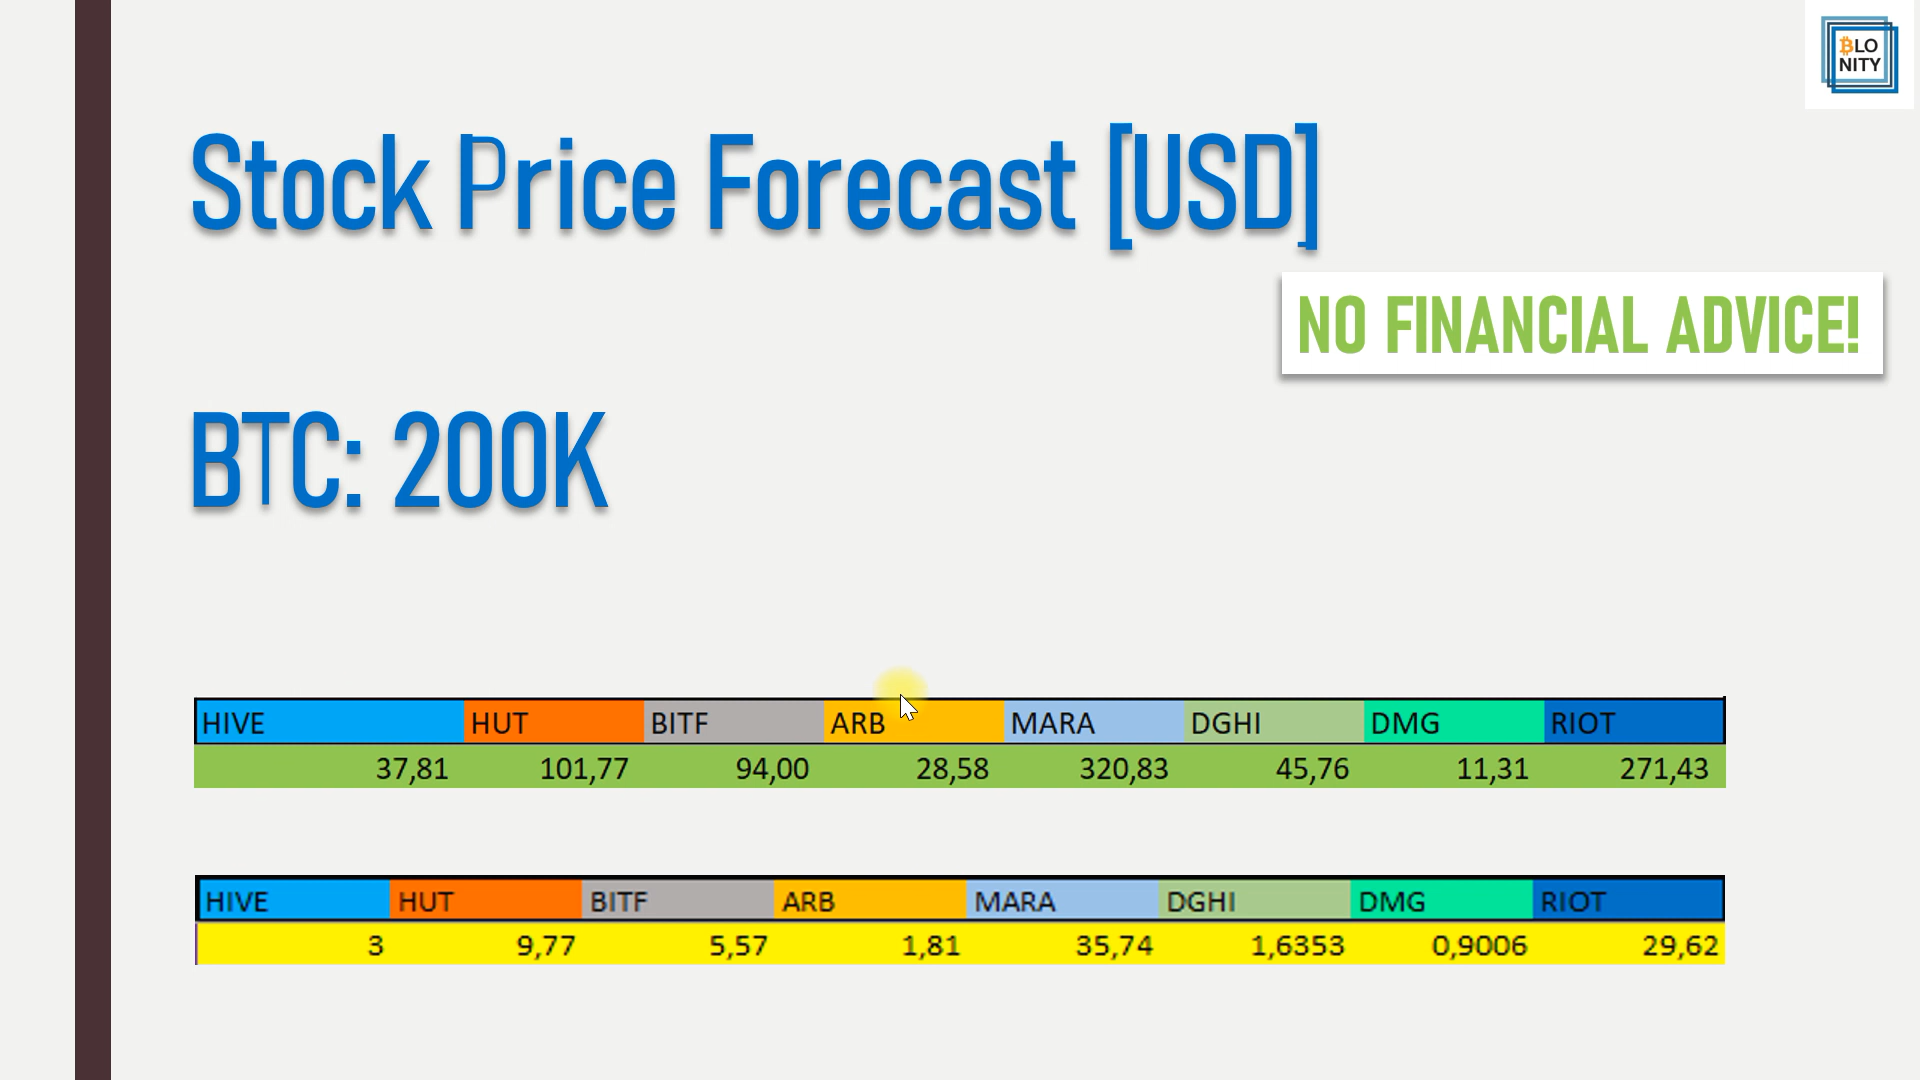 BLO
NITY
Stock Price Forecast [USD]
NO FINANCIAL ADVICE!
BTC: 200K
HIVE HUT BITF ARB MARA DGHI DMG RIOT
37,81 101,77 94,00 28,58 320,83 45,76 11,31 271,43
HIVE HUT BITF ARB MARA DGHI DMG RIOT
3 9,77 5,57 1,81 35,74 1,6353 0,9006 29,62